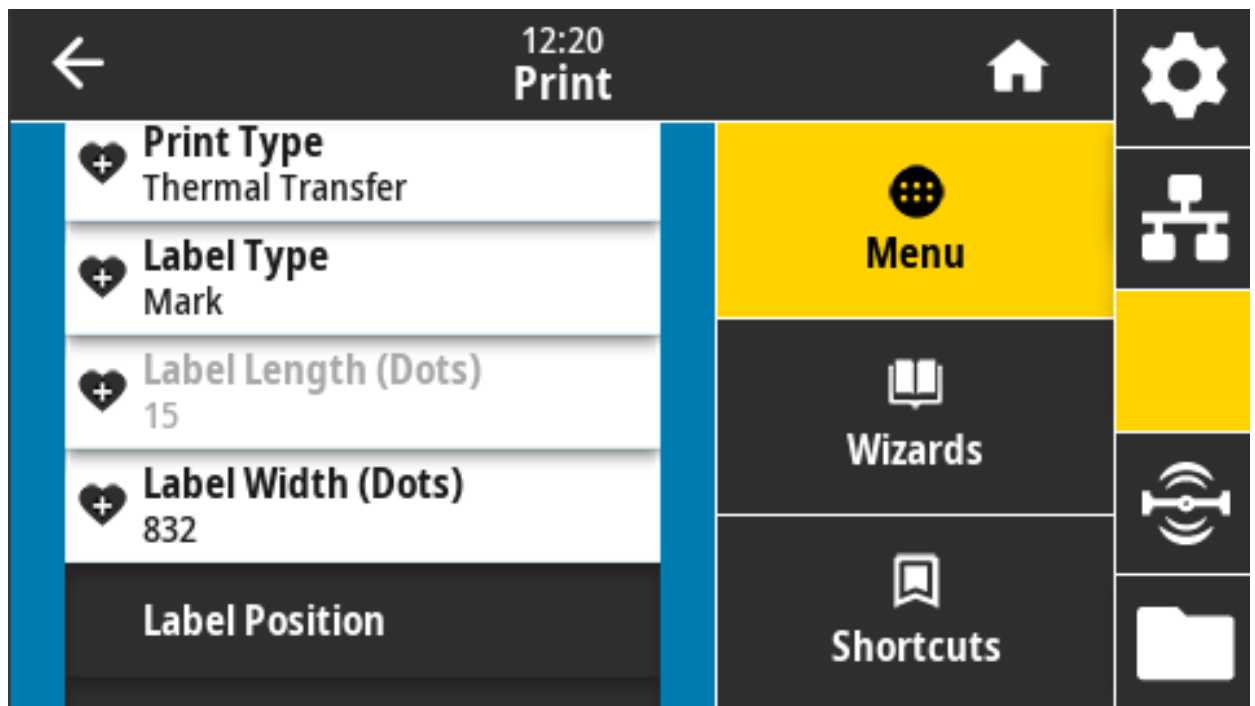 12:20
Print
Print Type
Thermal Transfer
Label Type
Mark
Label Length (Dots)
15
Label Width (Dots)
832
Label Position
Menu
Wizards
Shortcuts